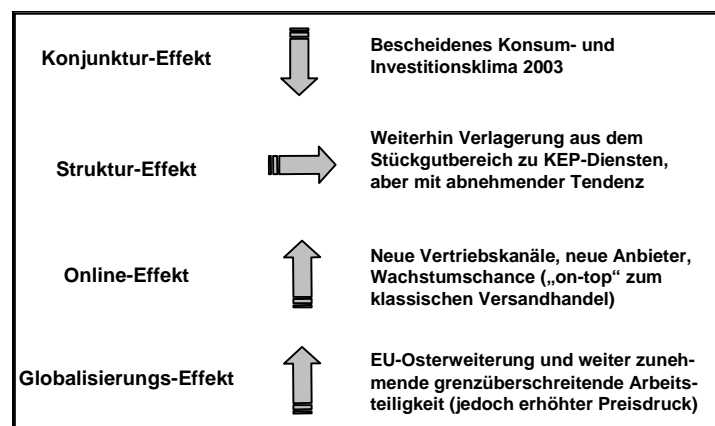 Konjunktur-Effekt
Bescheidenes Konsum- und
Investitionsklima 2003
Struktur-Effekt
Weiterhin Verlagerung aus dem
Stückgutbereich zu KEP-Diensten,
aber mit abnehmender Tendenz
Online-Effekt
Neue Vertriebskanäle, neue Anbieter,
Wachstumschance („on-top“ zum
klassischen Versandhandel)
Globalisierungs-Effekt
EU-Osterweiterung und weiter zuneh-
mende grenzüberschreitende Arbeits-
teiligkeit (jedoch erhöhter Preisdruck)